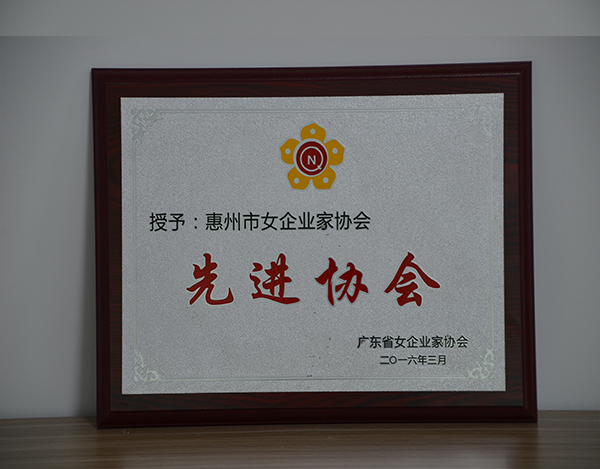 N
授予：惠州市女企业家协会
先进协会
广东省女企业家协会
二〇一六年三月